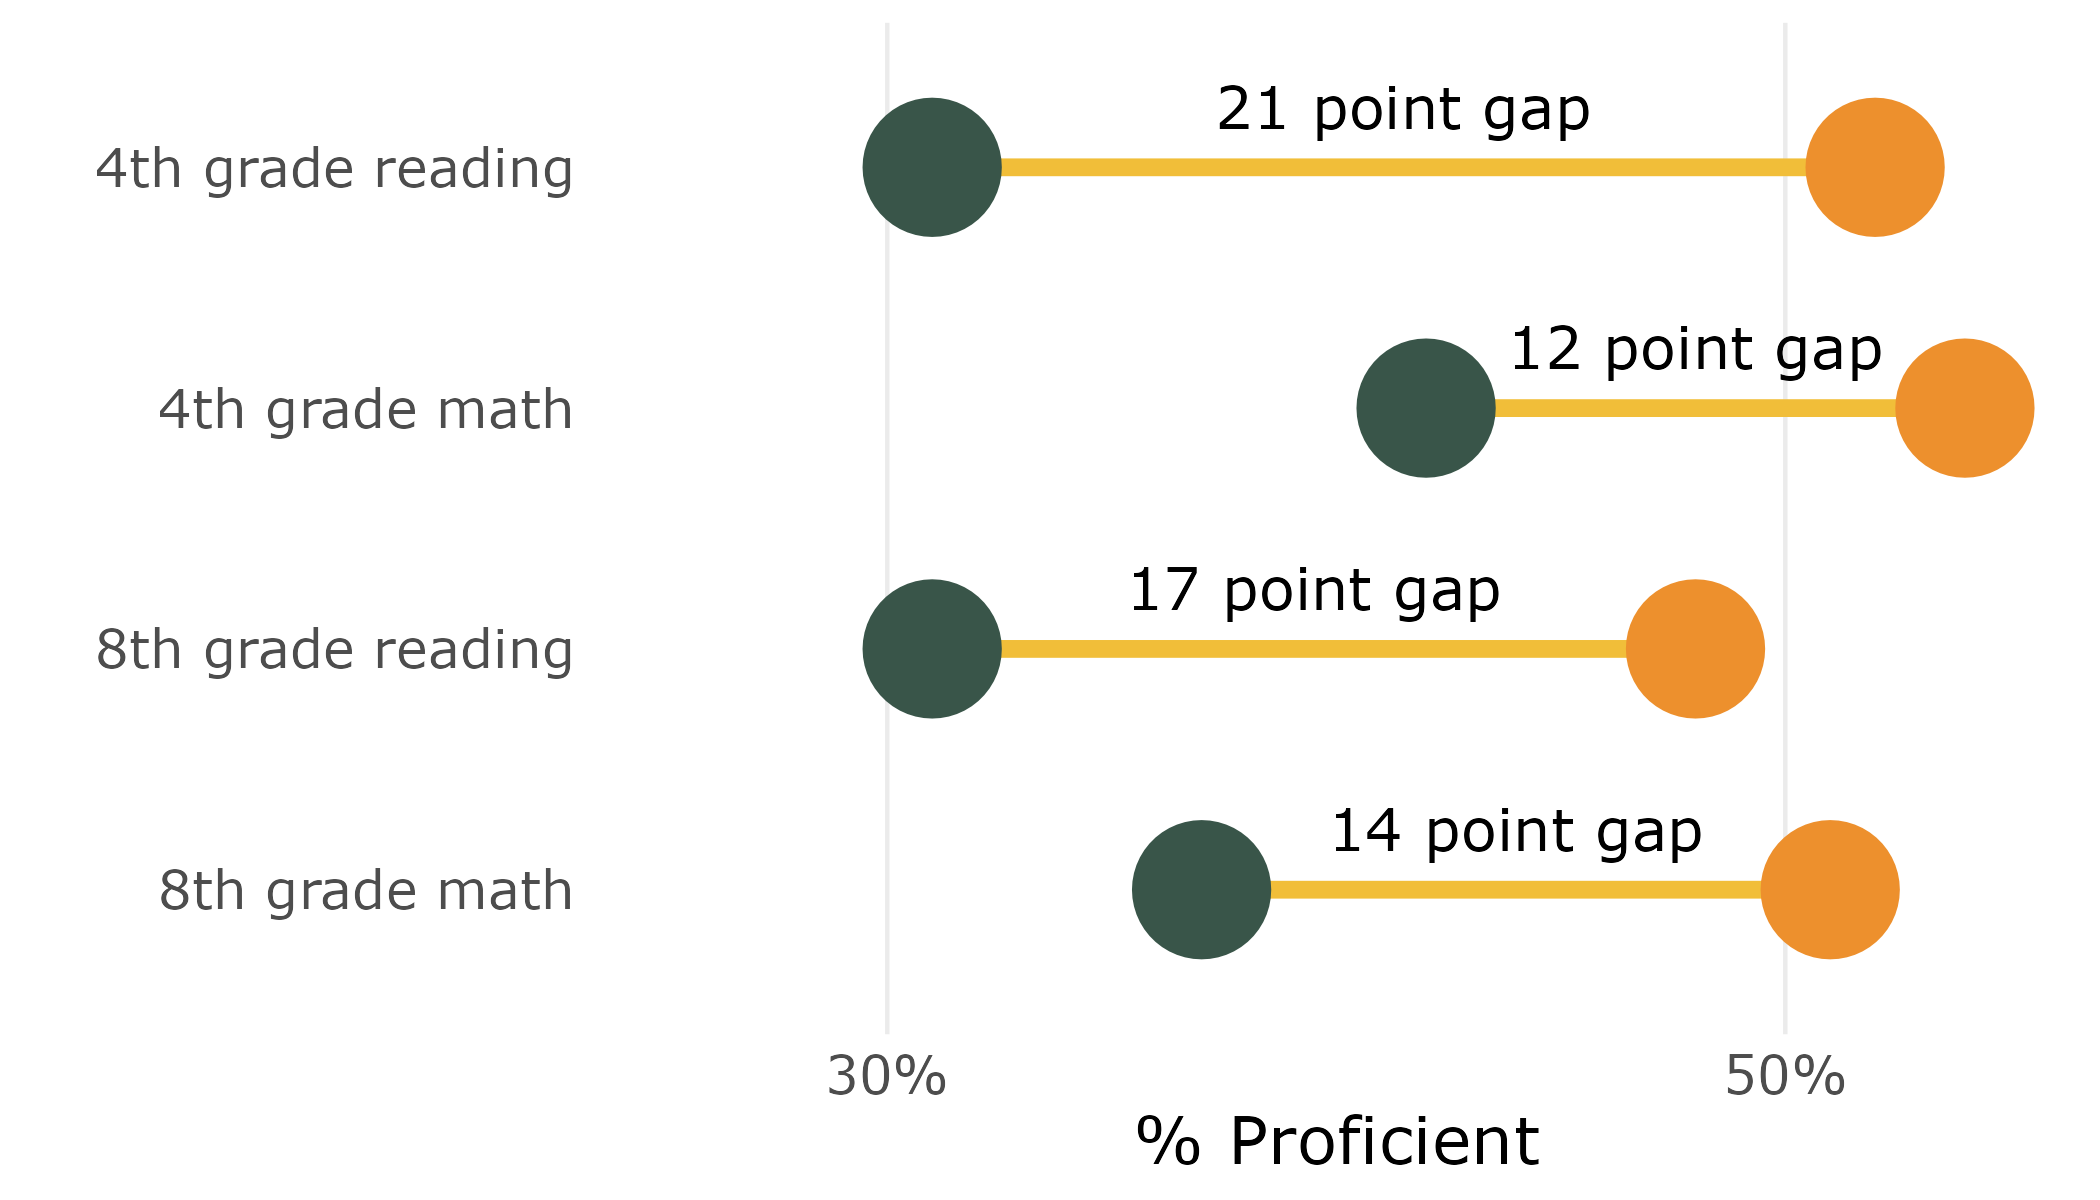 21 point gap
4th grade reading
12 point gap
4th grade math
17 point gap
8th grade reading
14 point gap
8th grade math
30%
50%
% Proficient